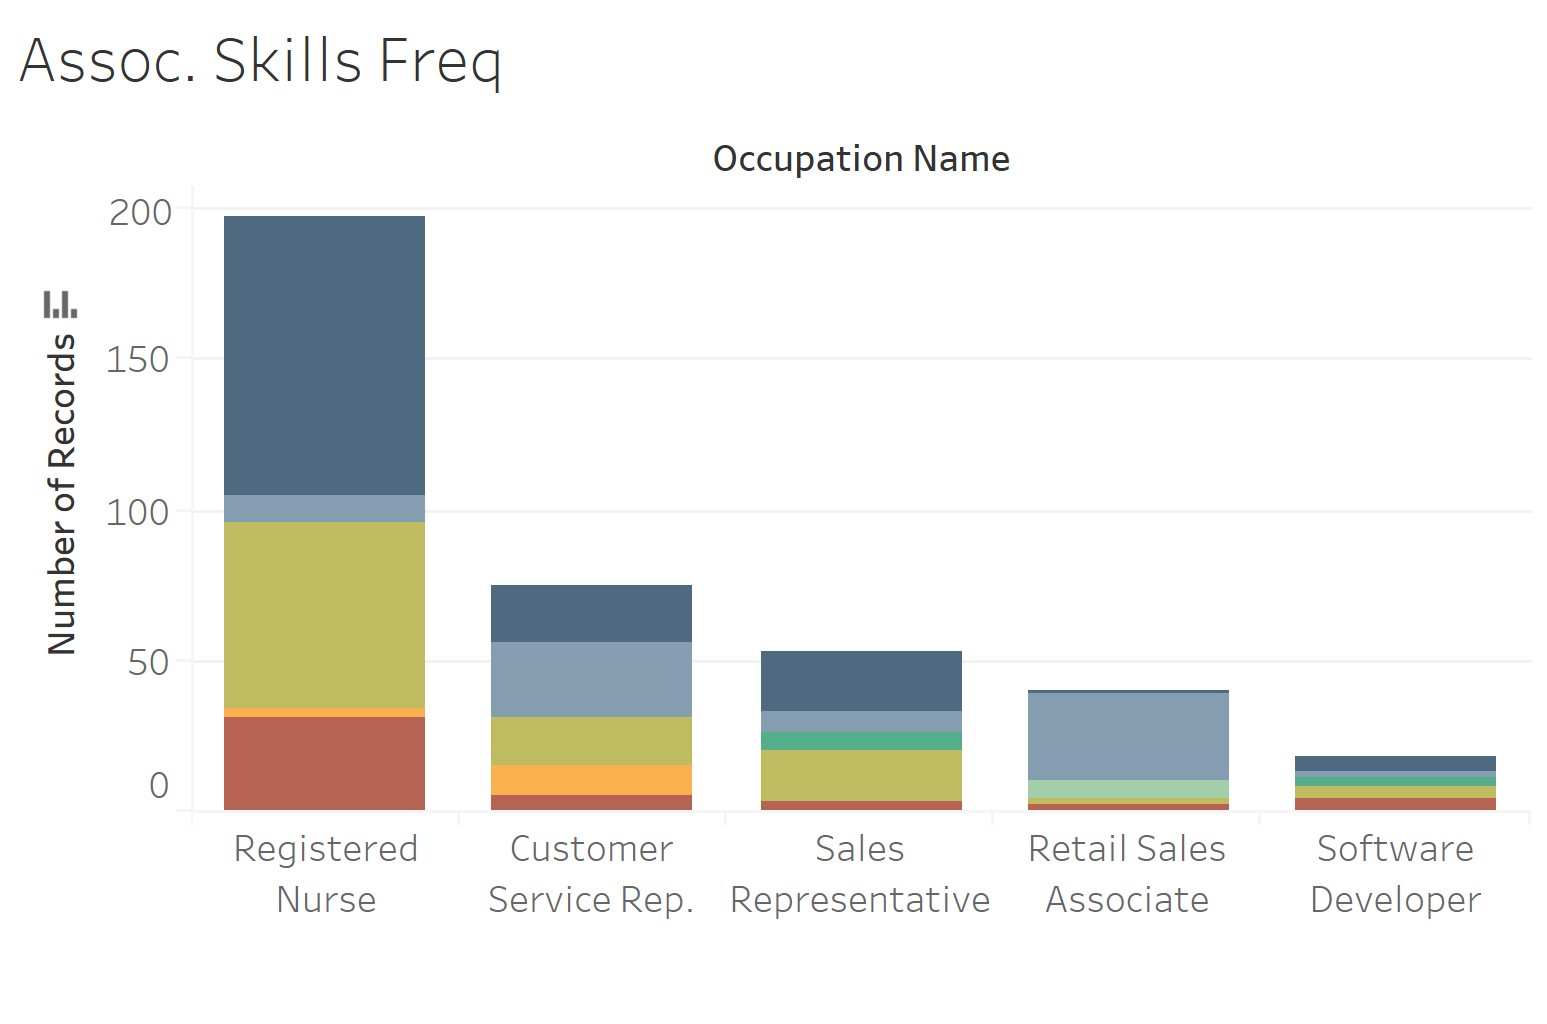 Assoc. Skills Freq
Occupation Name
Number of Records
200
150
100
50
0
Registered Nurse
Customer Service Rep.
Sales Representative
Retail Sales Associate
Software Developer